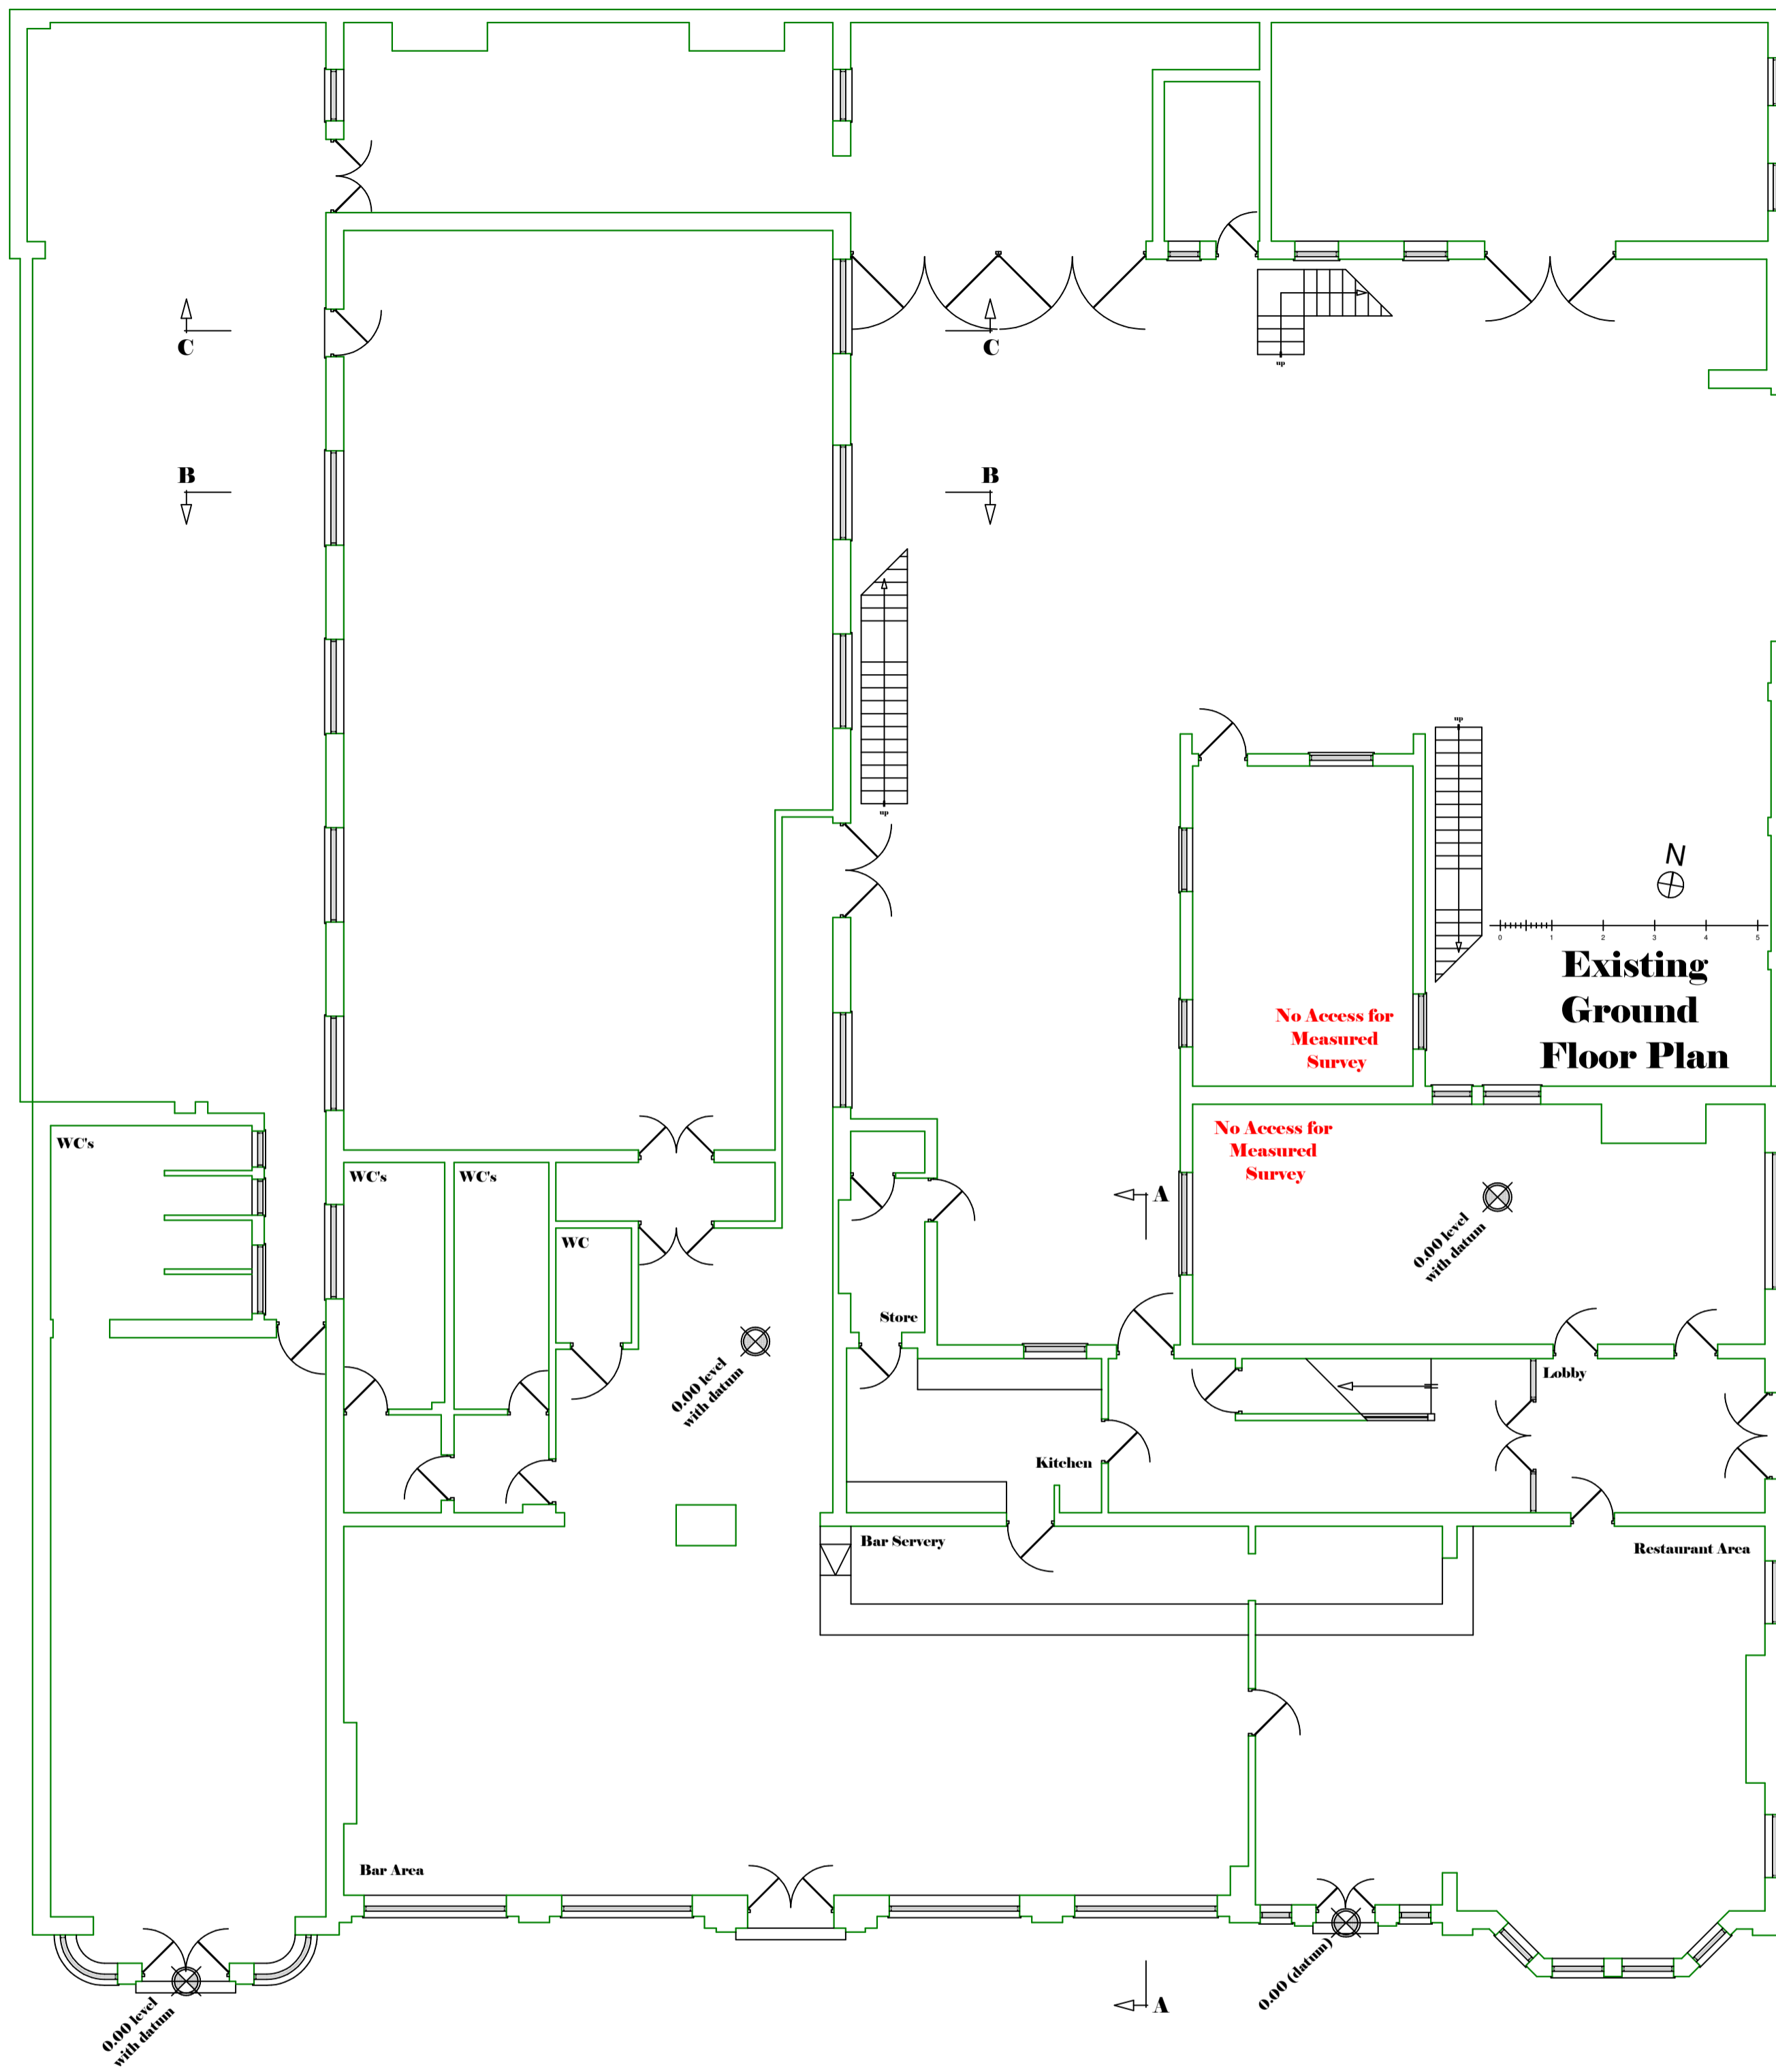 C
C
up
B
B
up
up
N
0 1 2 3 4 5
Existing
Ground
Floor Plan
No Access for
Measured
Survey
No Access for
Measured
Survey
WC's
WC's
WC's
WC
A
0.00 level
with datum
0.00 level
with datum
Store
Lobby
Kitchen
Bar Servery
Restaurant Area
Bar Area
0.00 (datum)
A
0.00 level
with datum